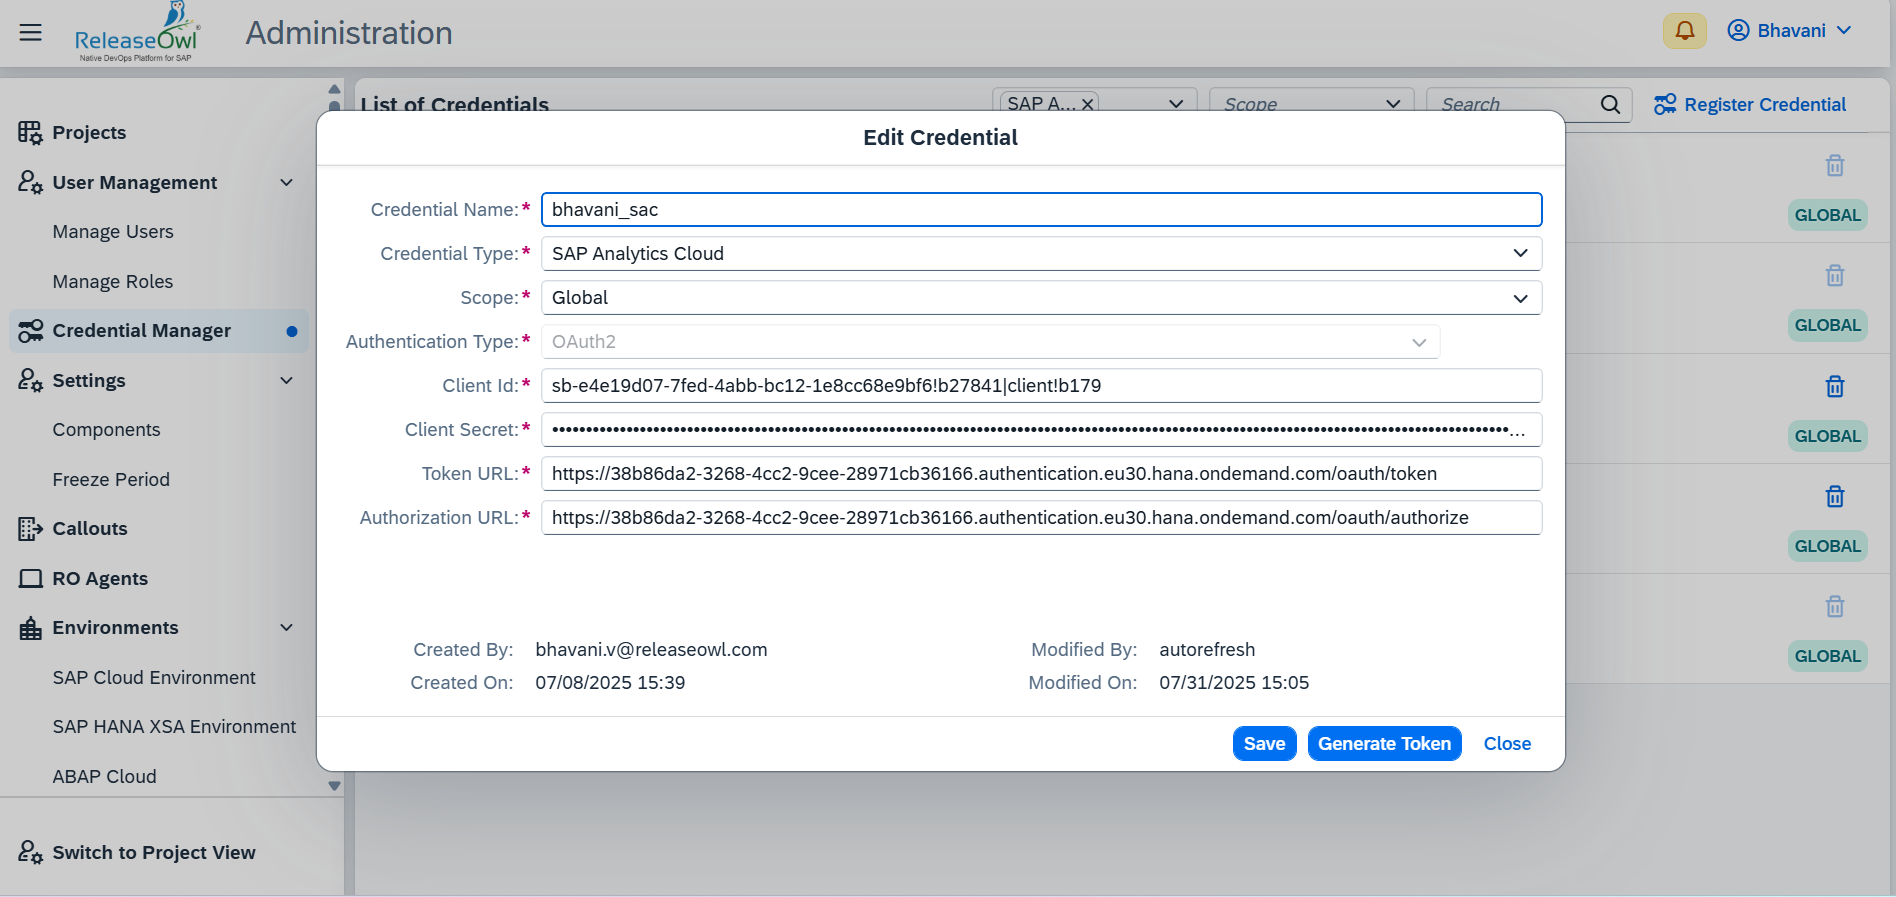 ReleaseOwl
Native DevOps Platform for SAP
Administration
Bhavani
Projects
User Management
Manage Users
Manage Roles
Credential Manager
Settings
Components
Freeze Period
Callouts
RO Agents
Environments
SAP Cloud Environment
SAP HANA XSA Environment
ABAP Cloud
Switch to Project View
List of Credentials
SAP A...
Scope
Search
Register Credential
GLOBAL
GLOBAL
GLOBAL
GLOBAL
GLOBAL
Edit Credential
Credential Name:* bhavani_sac
Credential Type:* SAP Analytics Cloud
Scope:* Global
Authentication Type:* OAuth2
Client Id:* sb-e4e19d07-7fed-4abb-bc12-1e8cc68e9bf6!b27841|client!b179
Client Secret:*
Token URL:* https://38b86da2-3268-4cc2-9cee-28971cb36166.authentication.eu30.hana.ondemand.com/oauth/token
Authorization URL:* https://38b86da2-3268-4cc2-9cee-28971cb36166.authentication.eu30.hana.ondemand.com/oauth/authorize
Created By: bhavani.v@releaseowl.com Modified By: autorefresh
Created On: 07/08/2025 15:39 Modified On: 07/31/2025 15:05
Save Generate Token Close